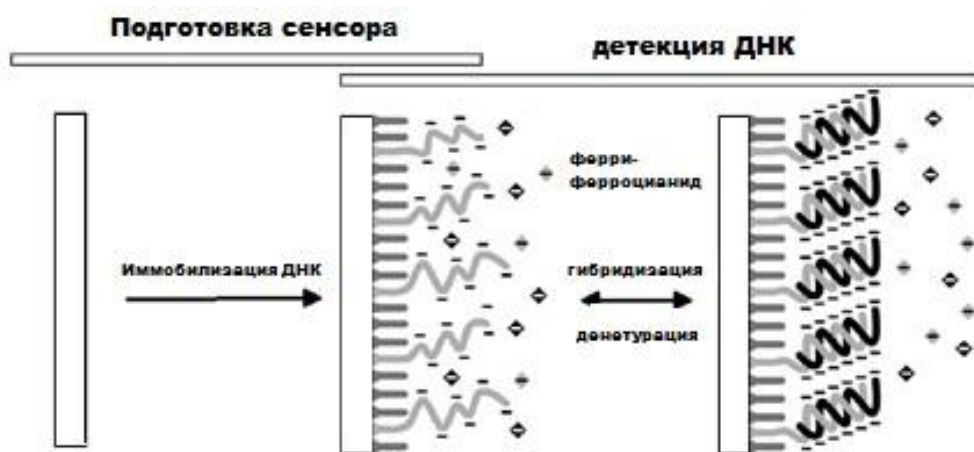 Подготовка сенсора
детекция ДНК
ферри-
ферроцианид
Иммобилизация ДНК
гибридизация
денетурация